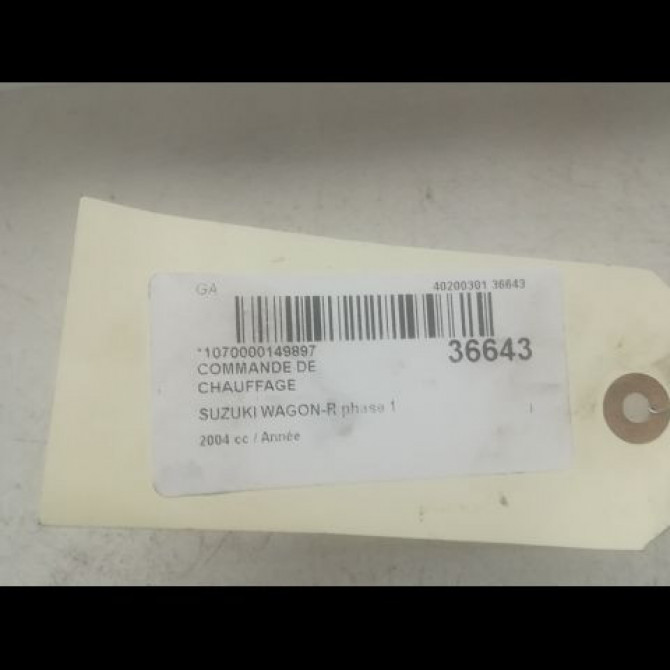 GA 40200301 36643
*1070000149897 36643
COMMANDE DE
CHAUFFAGE
SUZUKI WAGON-R phase 1
2004 cc / Année